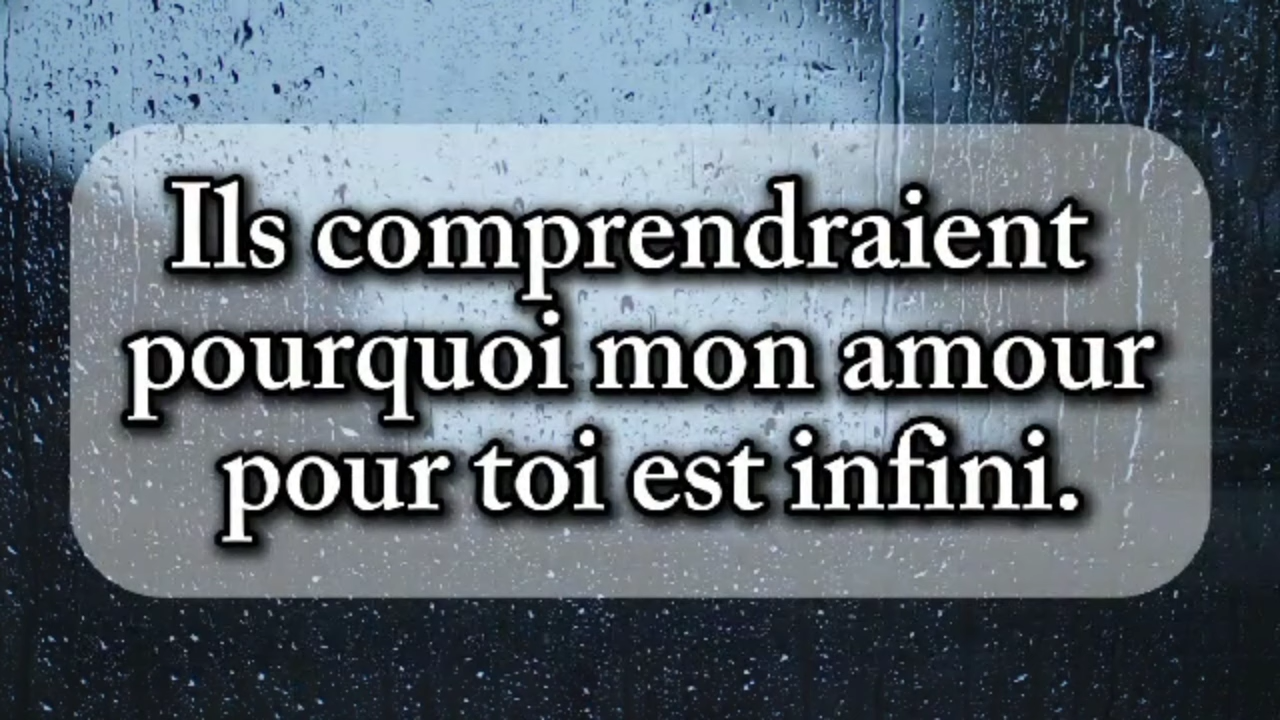 Ils comprendraient
pourquoi mon amour
pour toi est infini.